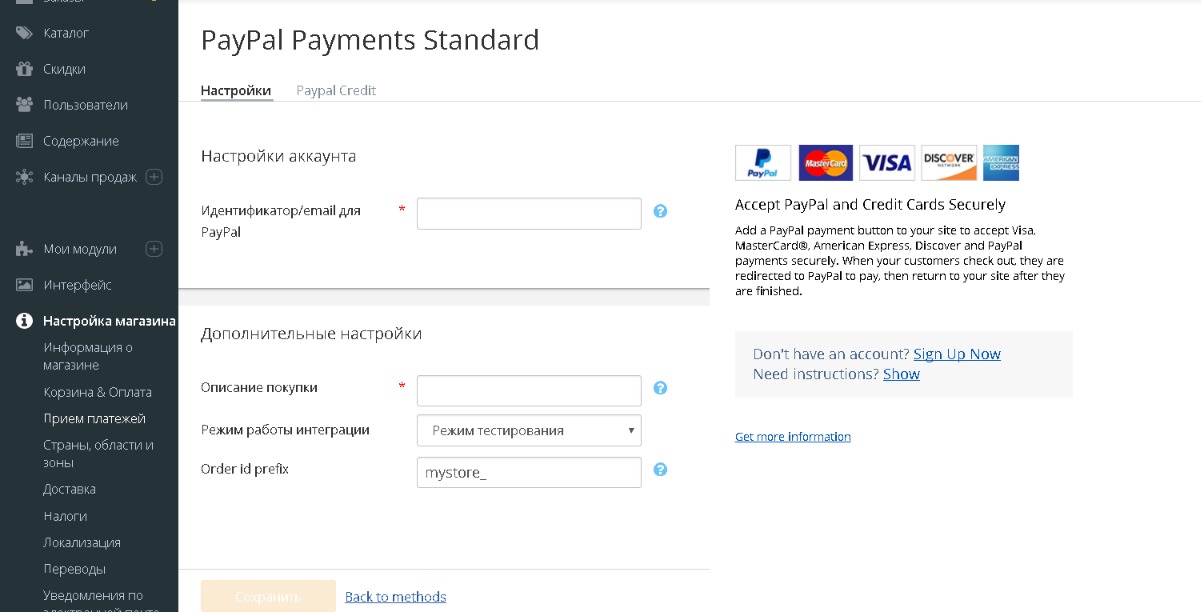 Заказы
Каталог
Скидки
Пользователи
Содержание
Каналы продаж
Мои модули
Интерфейс
Настройка магазина
Информация о
магазине
Корзина & Оплата
Прием платежей
Страны, области и
зоны
Доставка
Налоги
Локализация
Переводы
Уведомления по
электронной почте
PayPal Payments Standard
Настройки Paypal Credit
Настройки аккаунта
Идентификатор/email для
PayPal *
Дополнительные настройки
Описание покупки *
Режим работы интеграции Режим тестирования
Order id prefix mystore_
Сохранить Back to methods
PayPal MasterCard VISA DISCOVER NETWORK AMERICAN EXPRESS
Accept PayPal and Credit Cards Securely
Add a PayPal payment button to your site to accept Visa,
MasterCard®, American Express, Discover and PayPal
payments securely. When your customers check out, they are
redirected to PayPal to pay, then return to your site after they
are finished.
Don't have an account? Sign Up Now
Need instructions? Show
Get more information